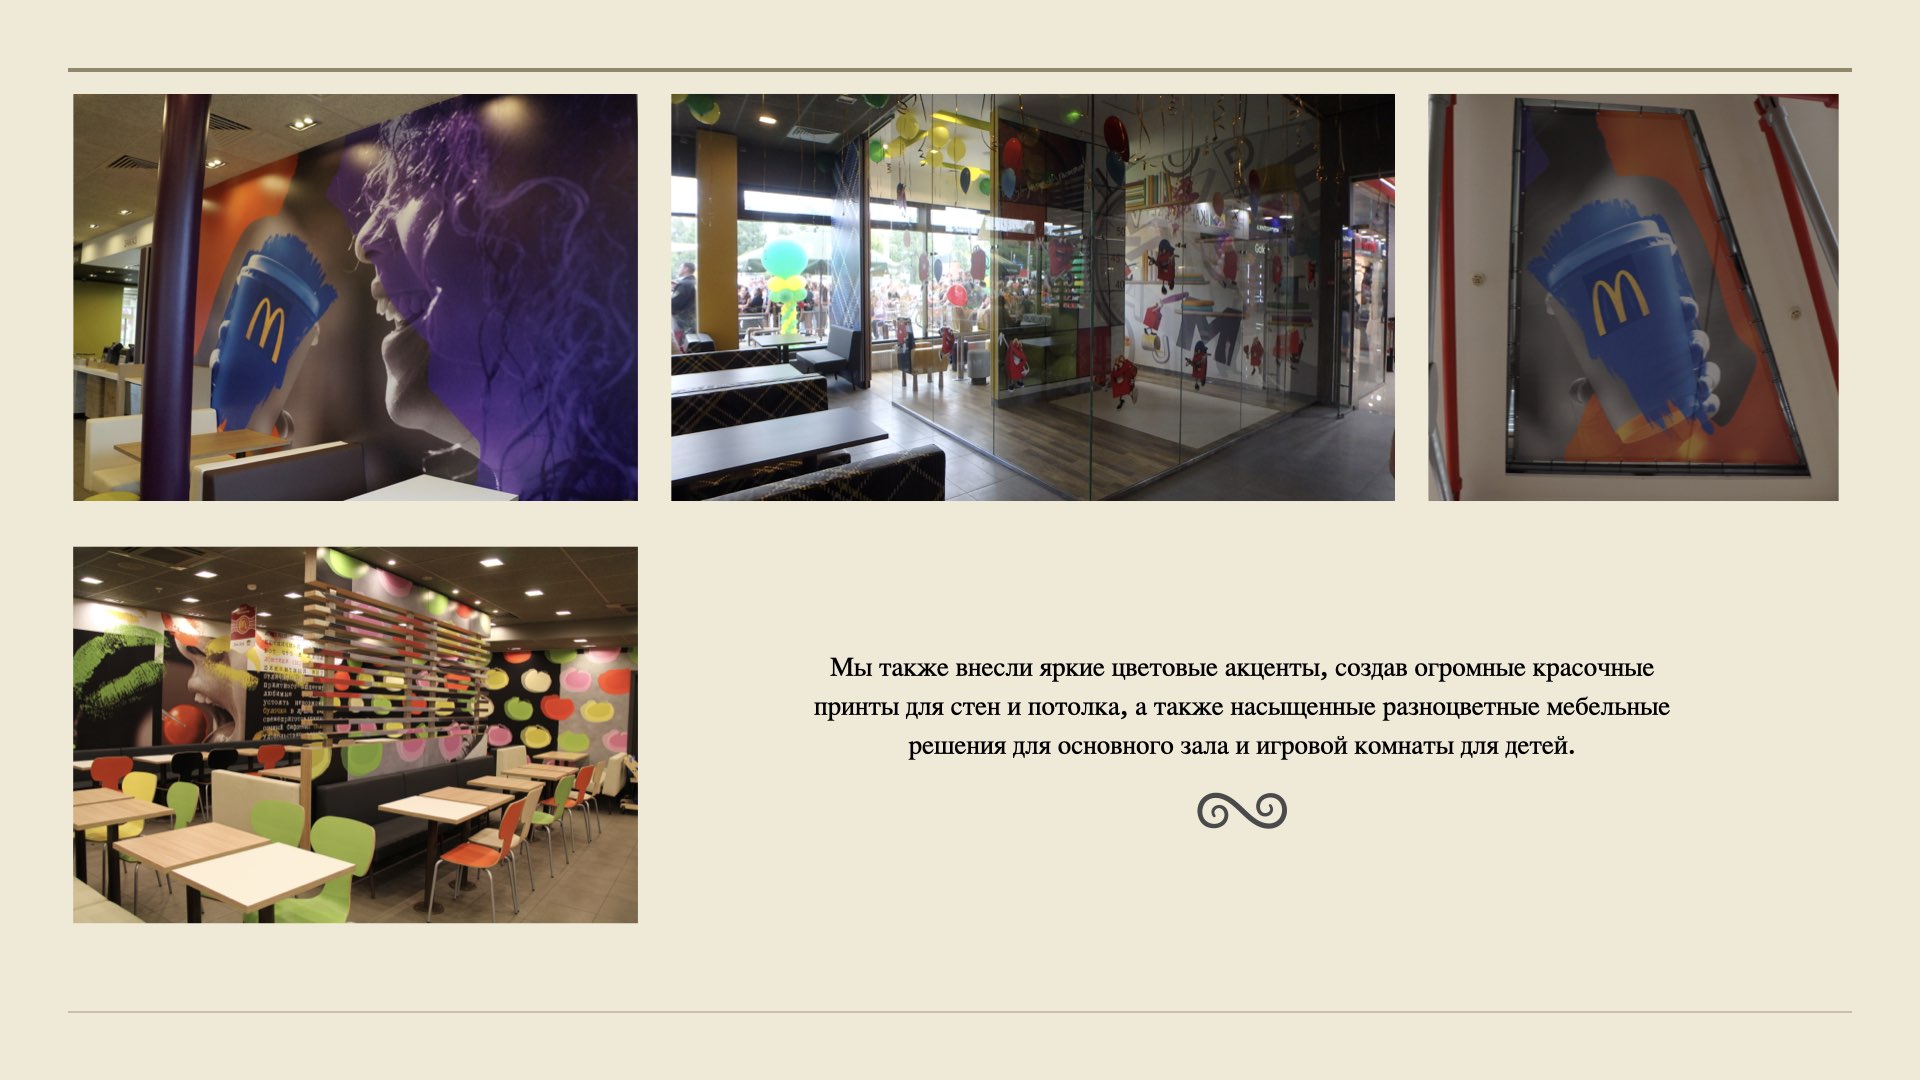 Мы также внесли яркие цветовые акценты, создав огромные красочные
принты для стен и потолка, а также насыщенные разноцветные мебельные
решения для основного зала и игровой комнаты для детей.